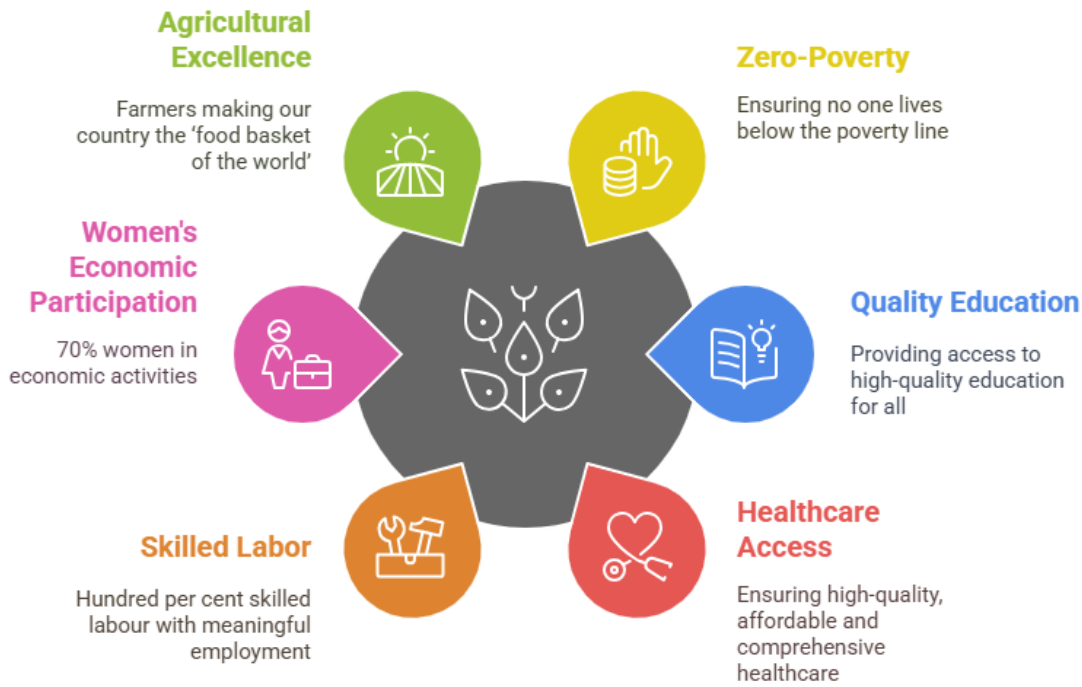 Agricultural
Excellence
Farmers making our
country the ‘food basket
of the world’
Zero-Poverty
Ensuring no one lives
below the poverty line
Women's
Economic
Participation
70% women in
economic activities
Quality Education
Providing access to
high-quality education
for all
Skilled Labor
Hundred per cent skilled
labour with meaningful
employment
Healthcare
Access
Ensuring high-quality,
affordable and
comprehensive
healthcare